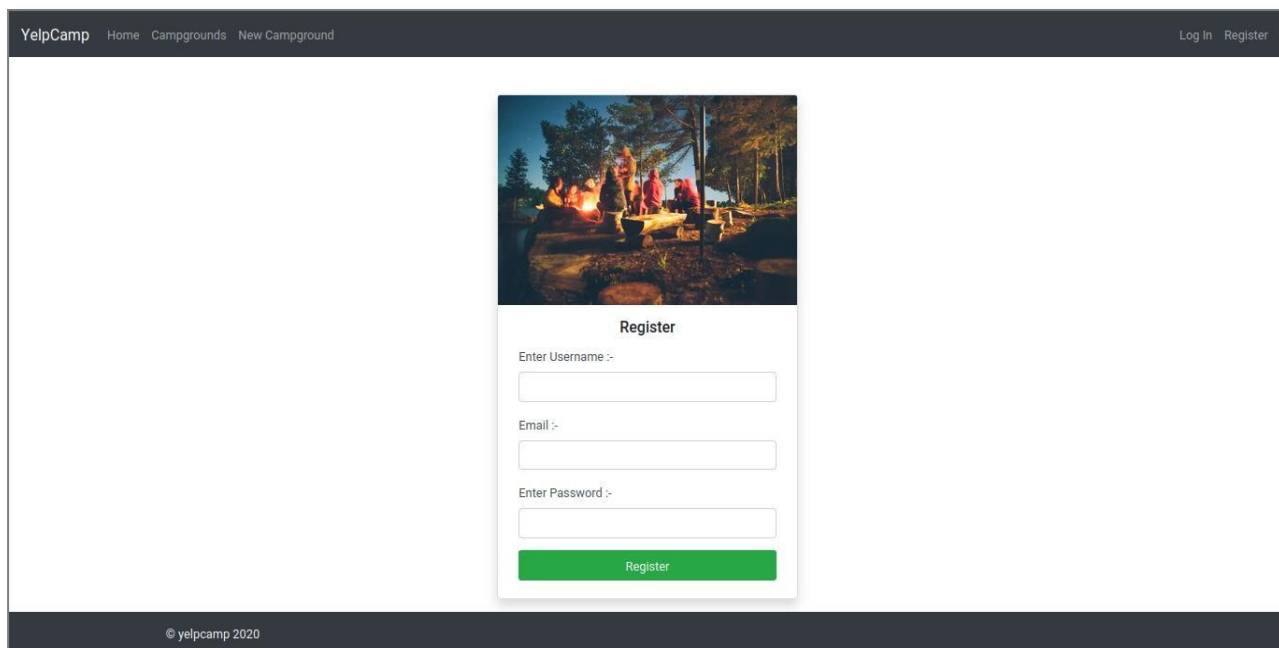 YelpCamp Home Campgrounds New Campground Log In Register
Register
Enter Username :-
Email :-
Enter Password :-
Register
© yelpcamp 2020